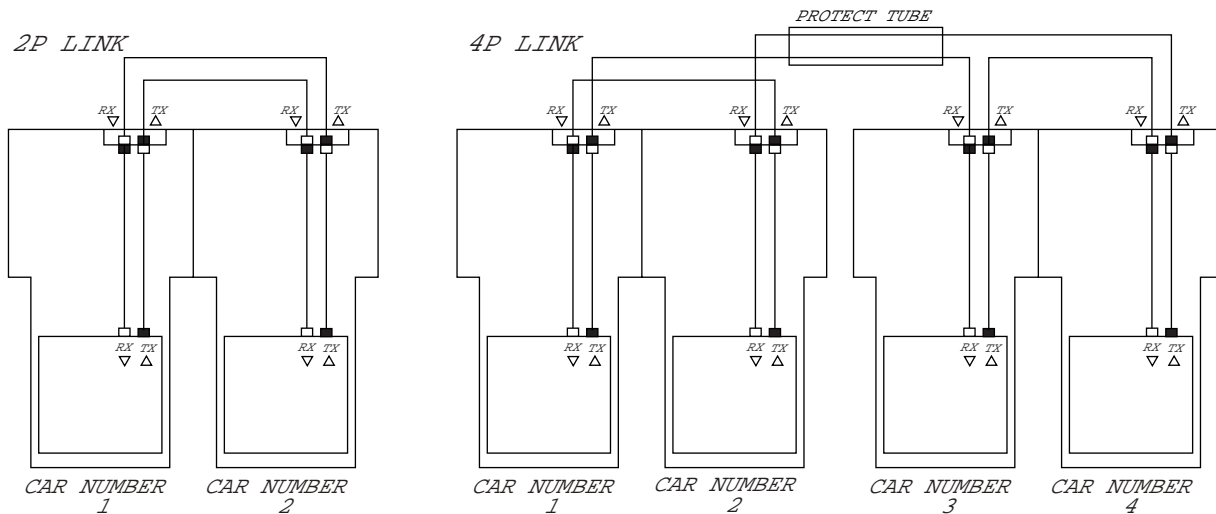 PROTECT TUBE
2P LINK
4P LINK
RX TX RX TX
RX TX RX TX RX TX RX TX
RX TX RX TX
RX TX RX TX RX TX RX TX
CAR NUMBER
1
CAR NUMBER
2
CAR NUMBER
1
CAR NUMBER
2
CAR NUMBER
3
CAR NUMBER
4